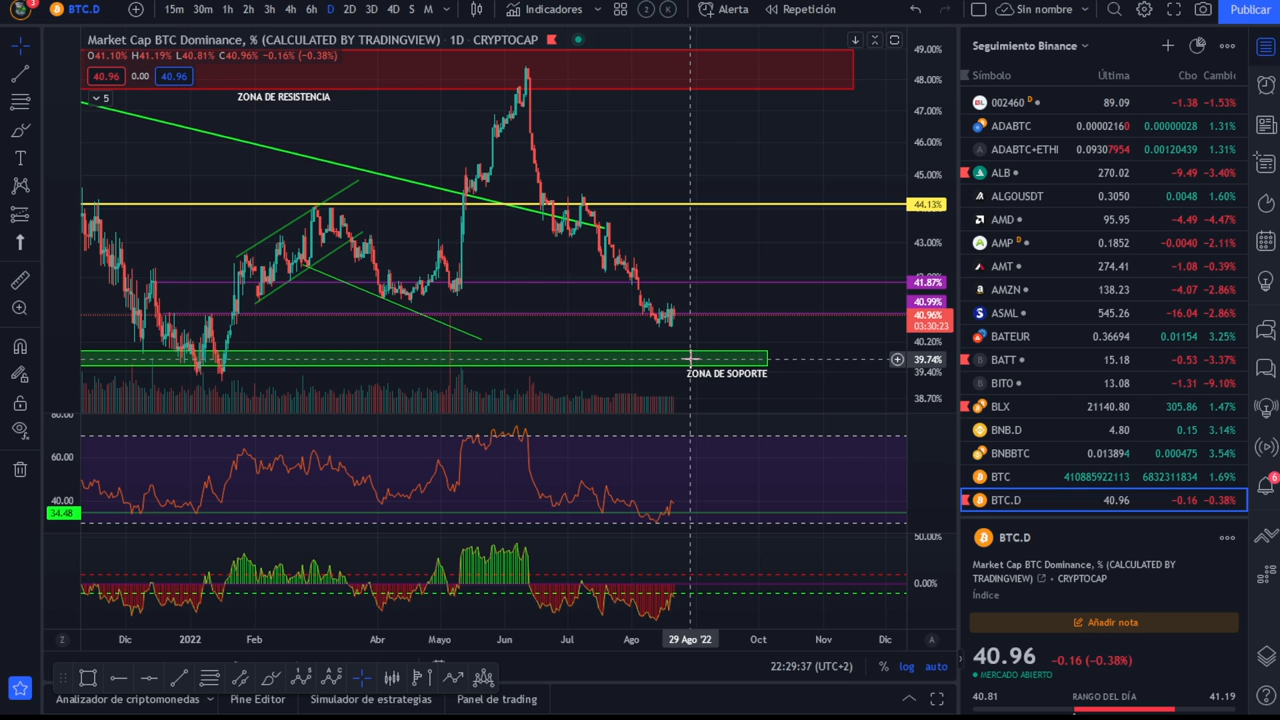 3
BTC.D
15m 30m 1h 2h 3h 4h 6h D 2D 3D 4D S M
Indicadores
2
K
Alerta
Repetición
Sin nombre
Publicar
Market Cap BTC Dominance, % (CALCULATED BY TRADINGVIEW) · 1D · CRYPTOCAP
O41.10% H41.19% L40.81% C40.96% −0.16% (−0.38%)
40.96 0.00 40.96
5
ZONA DE RESISTENCIA
ZONA DE SOPORTE
49.00%
48.00%
47.00%
46.00%
45.00%
44.13%
43.00%
41.87%
40.99%
40.96%
03:30:23
40.20%
39.74%
39.40%
38.70%
60.00
40.00
34.48
50.00%
0.00%
Z
Dic 2022 Feb Abr Mayo Jun Jul Ago 29 Ago '22 Oct Nov Dic
A
22:29:37 (UTC+2) % log auto
Analizador de criptomonedas Pine Editor Simulador de estrategias Panel de trading
Seguimiento Binance
Símbolo Última Cbo Cambic
002460 D 89.09 −1.38 −1.53%
ADABTC 0.00002160 0.00000028 1.31%
ADABTC+ETHI 0.09307954 0.00120439 1.31%
ALB 270.02 −9.49 −3.40%
ALGOUSDT 0.3050 0.0048 1.60%
AMD 95.95 −4.49 −4.47%
AMP D 0.1852 −0.0040 −2.11%
AMT 274.41 −1.08 −0.39%
AMZN 138.23 −4.07 −2.86%
ASML 545.26 −16.04 −2.86%
BATEUR 0.36694 0.01154 3.25%
BATT 15.18 −0.53 −3.37%
BITO 13.08 −1.31 −9.10%
BLX 21140.80 305.86 1.47%
BNB.D 4.80 0.15 3.14%
BNBBTC 0.013894 0.000475 3.54%
BTC 410885922113 6832311834 1.69%
BTC.D 40.96 −0.16 −0.38%
BTC.D
Market Cap BTC Dominance, % (CALCULATED BY
TRADINGVIEW) · CRYPTOCAP
Índice
Añadir nota
40.96 −0.16 (−0.38%)
MERCADO ABIERTO
40.81 RANGO DEL DÍA 41.19
6